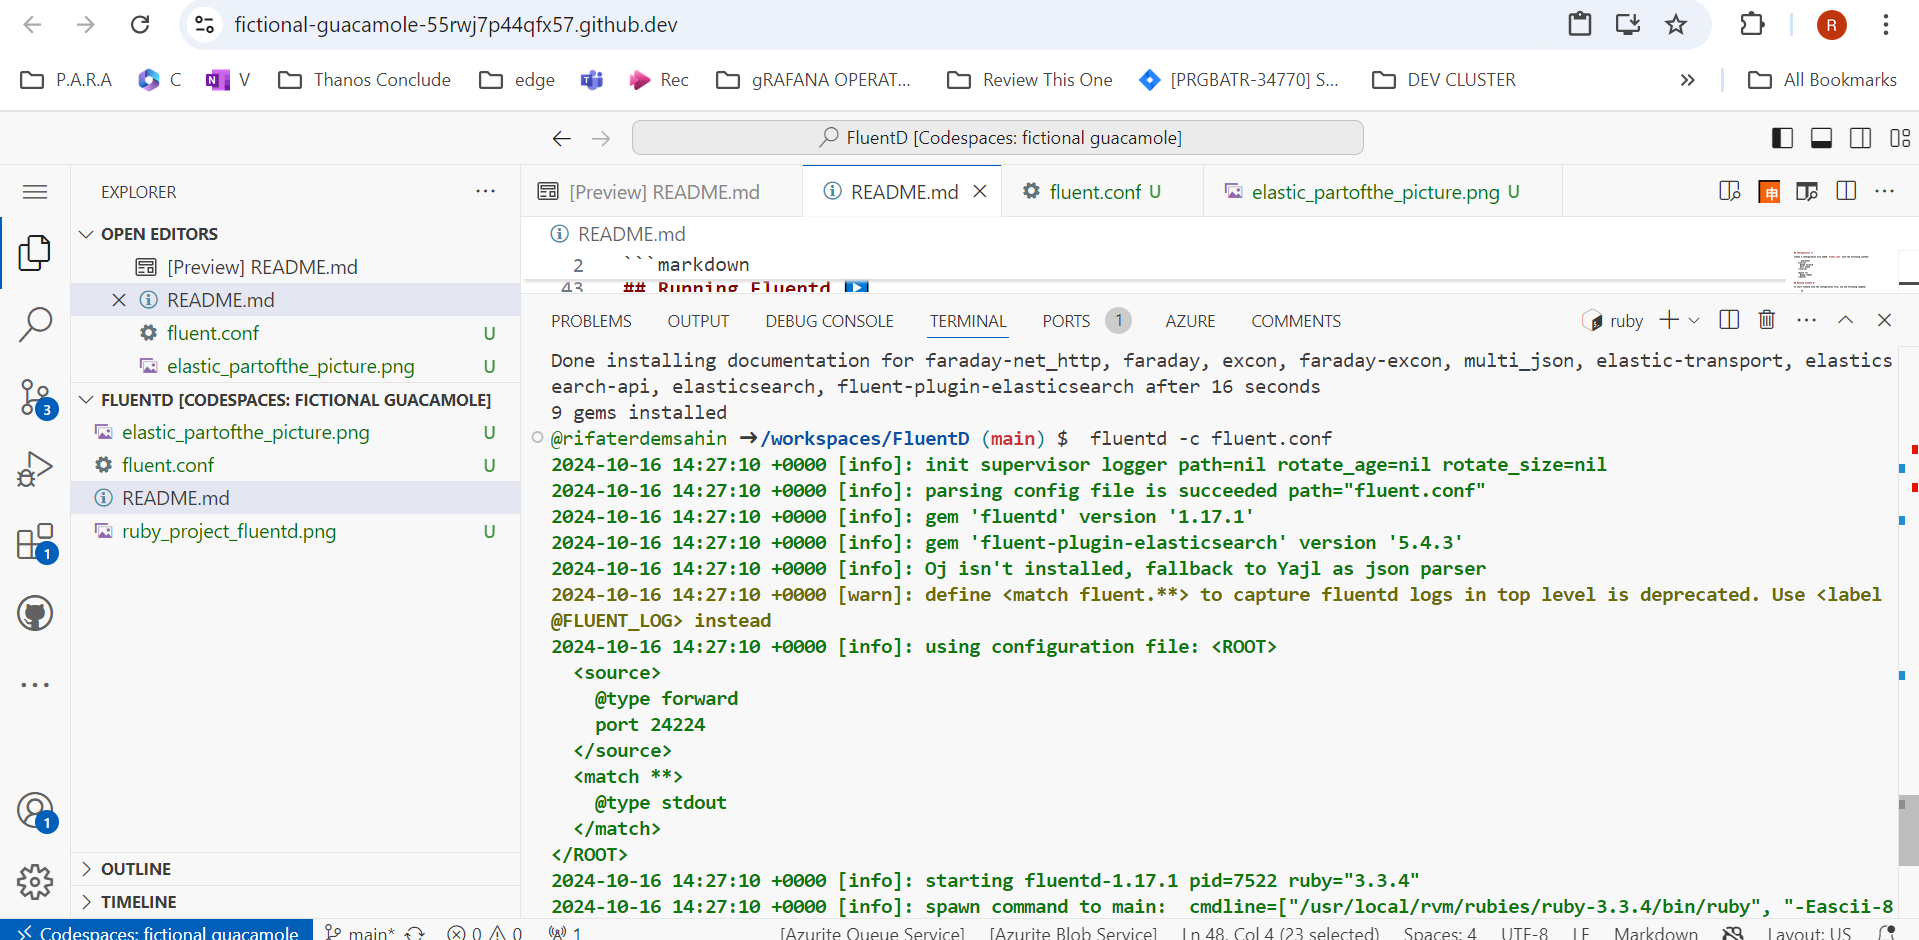 fictional-guacamole-55rwj7p44qfx57.github.dev
R
P.A.R.A
C
V
Thanos Conclude
edge
Rec
gRAFANA OPERAT...
Review This One
[PRGBATR-34770] S...
DEV CLUSTER
All Bookmarks
FluentD [Codespaces: fictional guacamole]
EXPLORER
[Preview] README.md
README.md
fluent.conf U
elastic_partofthe_picture.png U
OPEN EDITORS
[Preview] README.md
README.md
fluent.conf U
elastic_partofthe_picture.png U
FLUENTD [CODESPACES: FICTIONAL GUACAMOLE]
elastic_partofthe_picture.png U
fluent.conf U
README.md
ruby_project_fluentd.png U
OUTLINE
TIMELINE
3
1
1
README.md
2 ```markdown
43 ## Running Fluentd
PROBLEMS
OUTPUT
DEBUG CONSOLE
TERMINAL
PORTS 1
AZURE
COMMENTS
ruby
Done installing documentation for faraday-net_http, faraday, excon, faraday-excon, multi_json, elastic-transport, elastics
earch-api, elasticsearch, fluent-plugin-elasticsearch after 16 seconds
9 gems installed
@rifaterdemsahin ➜/workspaces/FluentD (main) $ fluentd -c fluent.conf
2024-10-16 14:27:10 +0000 [info]: init supervisor logger path=nil rotate_age=nil rotate_size=nil
2024-10-16 14:27:10 +0000 [info]: parsing config file is succeeded path="fluent.conf"
2024-10-16 14:27:10 +0000 [info]: gem 'fluentd' version '1.17.1'
2024-10-16 14:27:10 +0000 [info]: gem 'fluent-plugin-elasticsearch' version '5.4.3'
2024-10-16 14:27:10 +0000 [info]: Oj isn't installed, fallback to Yajl as json parser
2024-10-16 14:27:10 +0000 [warn]: define <match fluent.**> to capture fluentd logs in top level is deprecated. Use <label
@FLUENT_LOG> instead
2024-10-16 14:27:10 +0000 [info]: using configuration file: <ROOT>
<source>
@type forward
port 24224
</source>
<match **>
@type stdout
</match>
</ROOT>
2024-10-16 14:27:10 +0000 [info]: starting fluentd-1.17.1 pid=7522 ruby="3.3.4"
2024-10-16 14:27:10 +0000 [info]: spawn command to main: cmdline=["/usr/local/rvm/rubies/ruby-3.3.4/bin/ruby", "-Eascii-8
Codespaces: fictional guacamole
main*
0
0
1
[Azurite Queue Service]
[Azurite Blob Service]
Ln 48, Col 4 (23 selected)
Spaces: 4
UTF-8
LF
Markdown
Layout: US